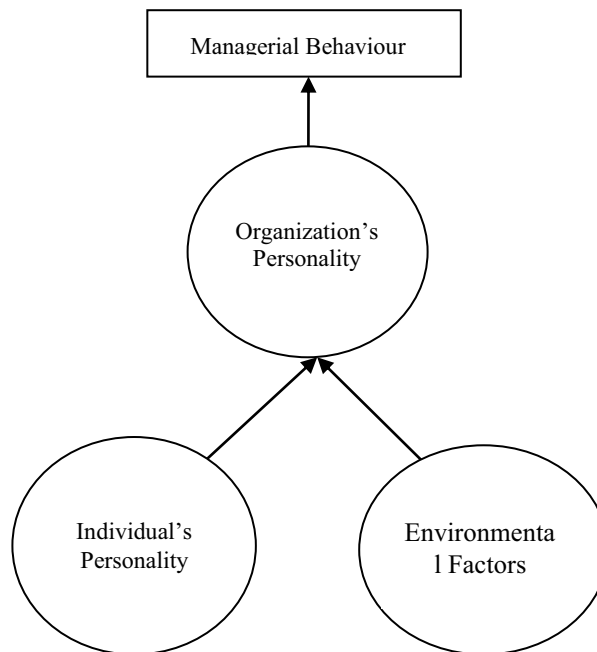 Managerial Behaviour
Organization’s
Personality
Individual’s
Personality
Environmenta
l Factors